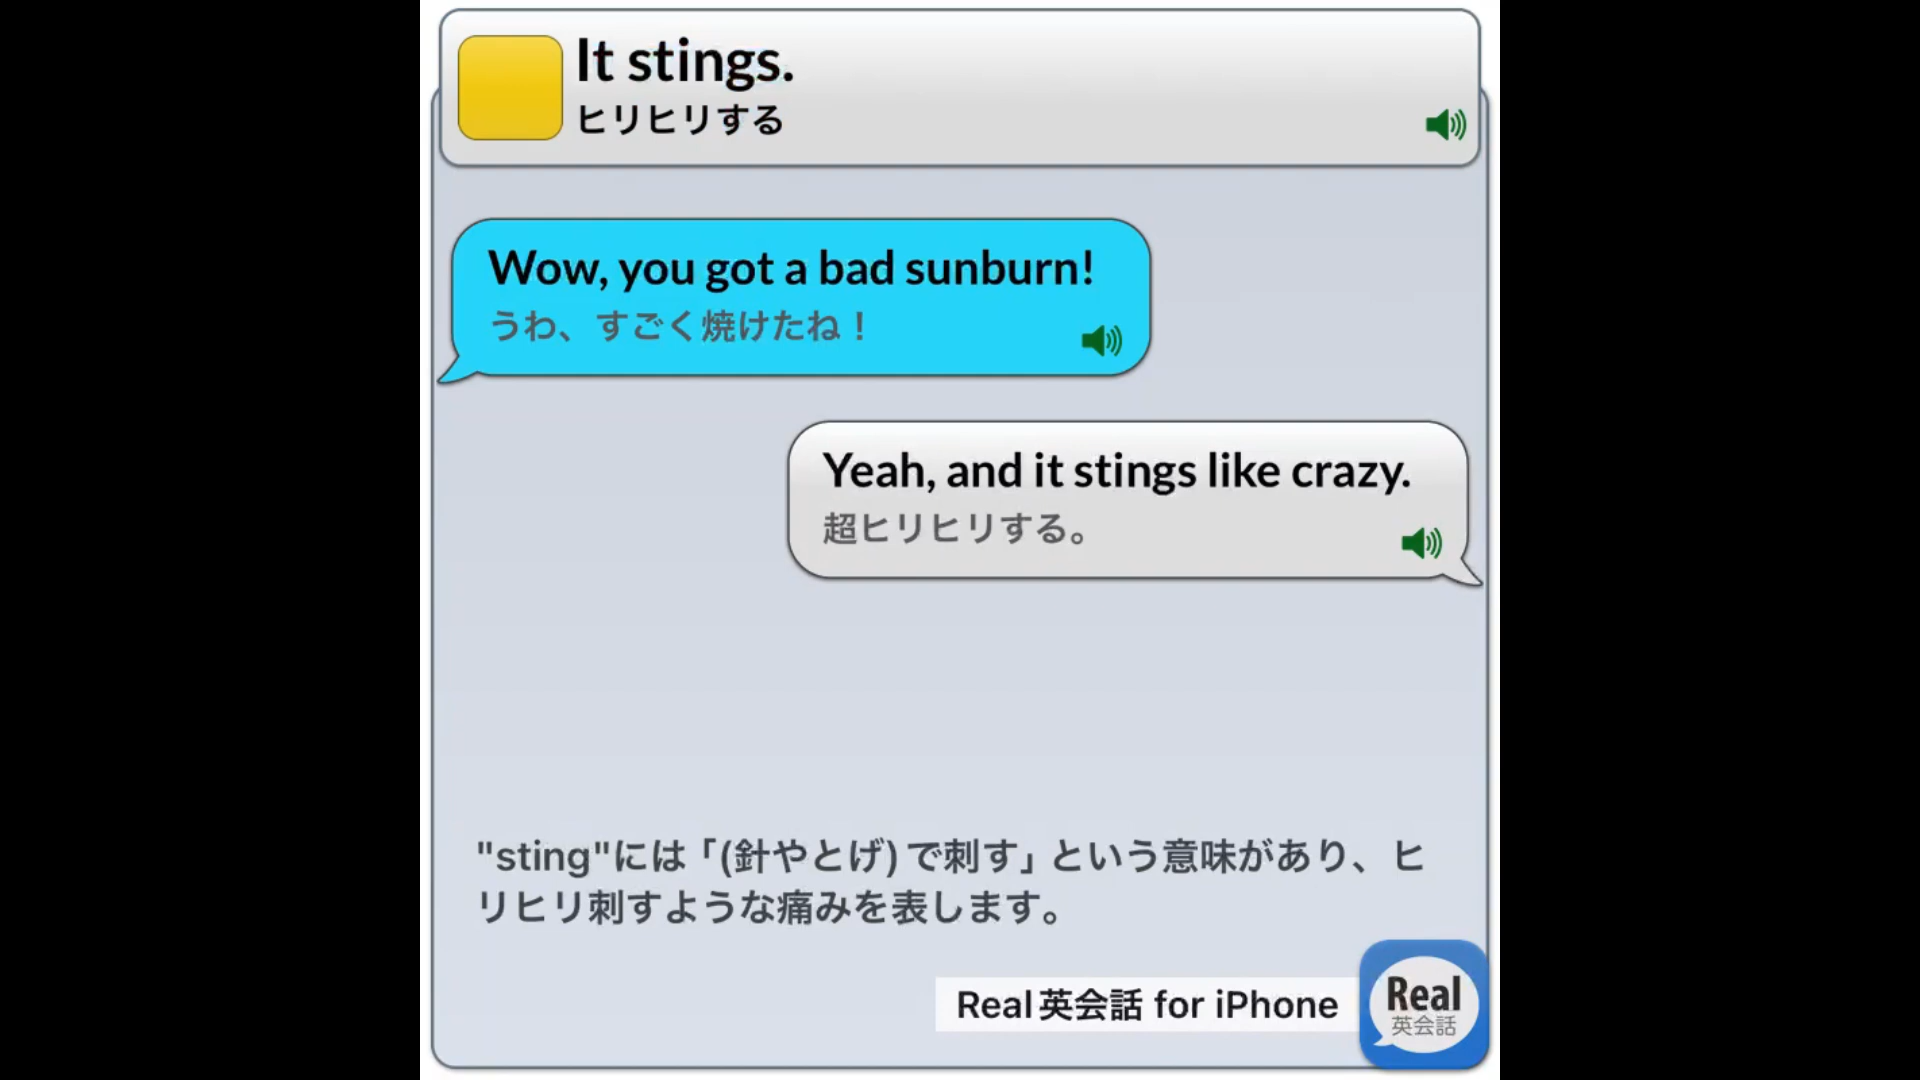 It stings.
ヒリヒリする
Wow, you got a bad sunburn!
うわ、すごく焼けたね！
Yeah, and it stings like crazy.
超ヒリヒリする。
"sting"には「(針やとげ)で刺す」という意味があり、ヒ
リヒリ刺すような痛みを表します。
Real英会話 for iPhone
Real
英会話